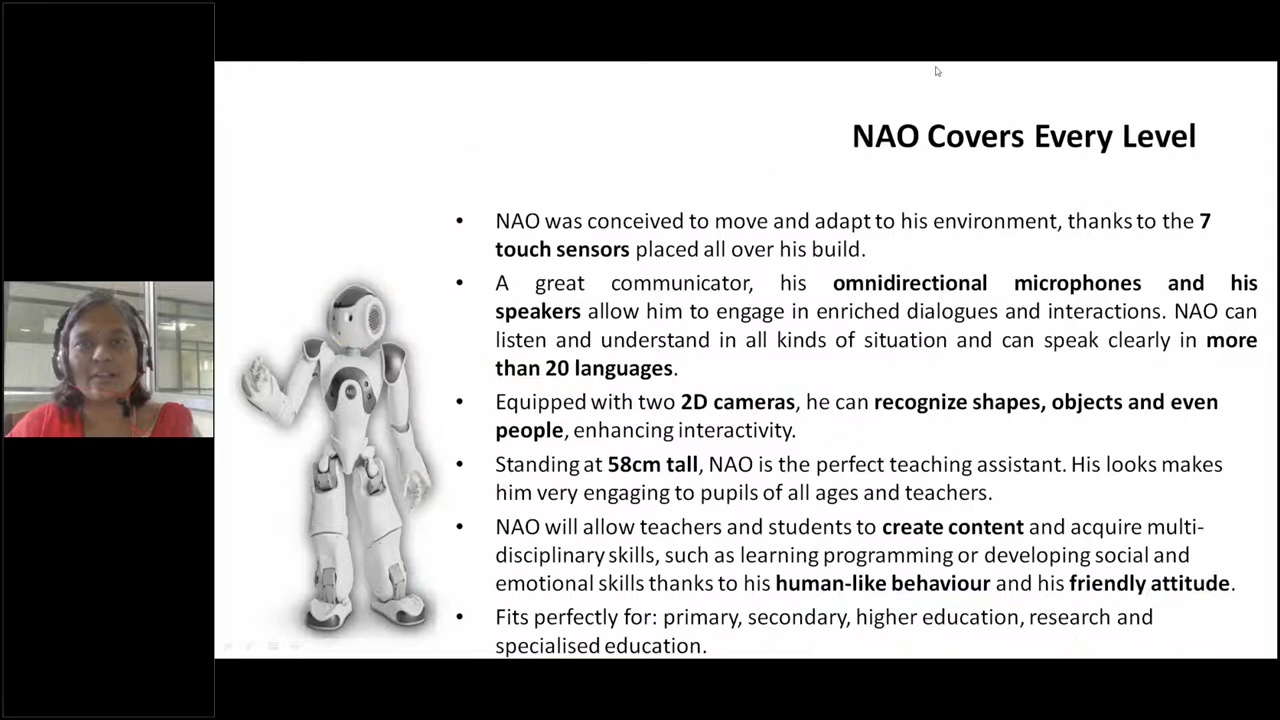 NAO Covers Every Level
• NAO was conceived to move and adapt to his environment, thanks to the 7
touch sensors placed all over his build.
• A great communicator, his omnidirectional microphones and his
speakers allow him to engage in enriched dialogues and interactions. NAO can
listen and understand in all kinds of situation and can speak clearly in more
than 20 languages.
• Equipped with two 2D cameras, he can recognize shapes, objects and even
people, enhancing interactivity.
• Standing at 58cm tall, NAO is the perfect teaching assistant. His looks makes
him very engaging to pupils of all ages and teachers.
• NAO will allow teachers and students to create content and acquire multi-
disciplinary skills, such as learning programming or developing social and
emotional skills thanks to his human-like behaviour and his friendly attitude.
• Fits perfectly for: primary, secondary, higher education, research and
specialised education.